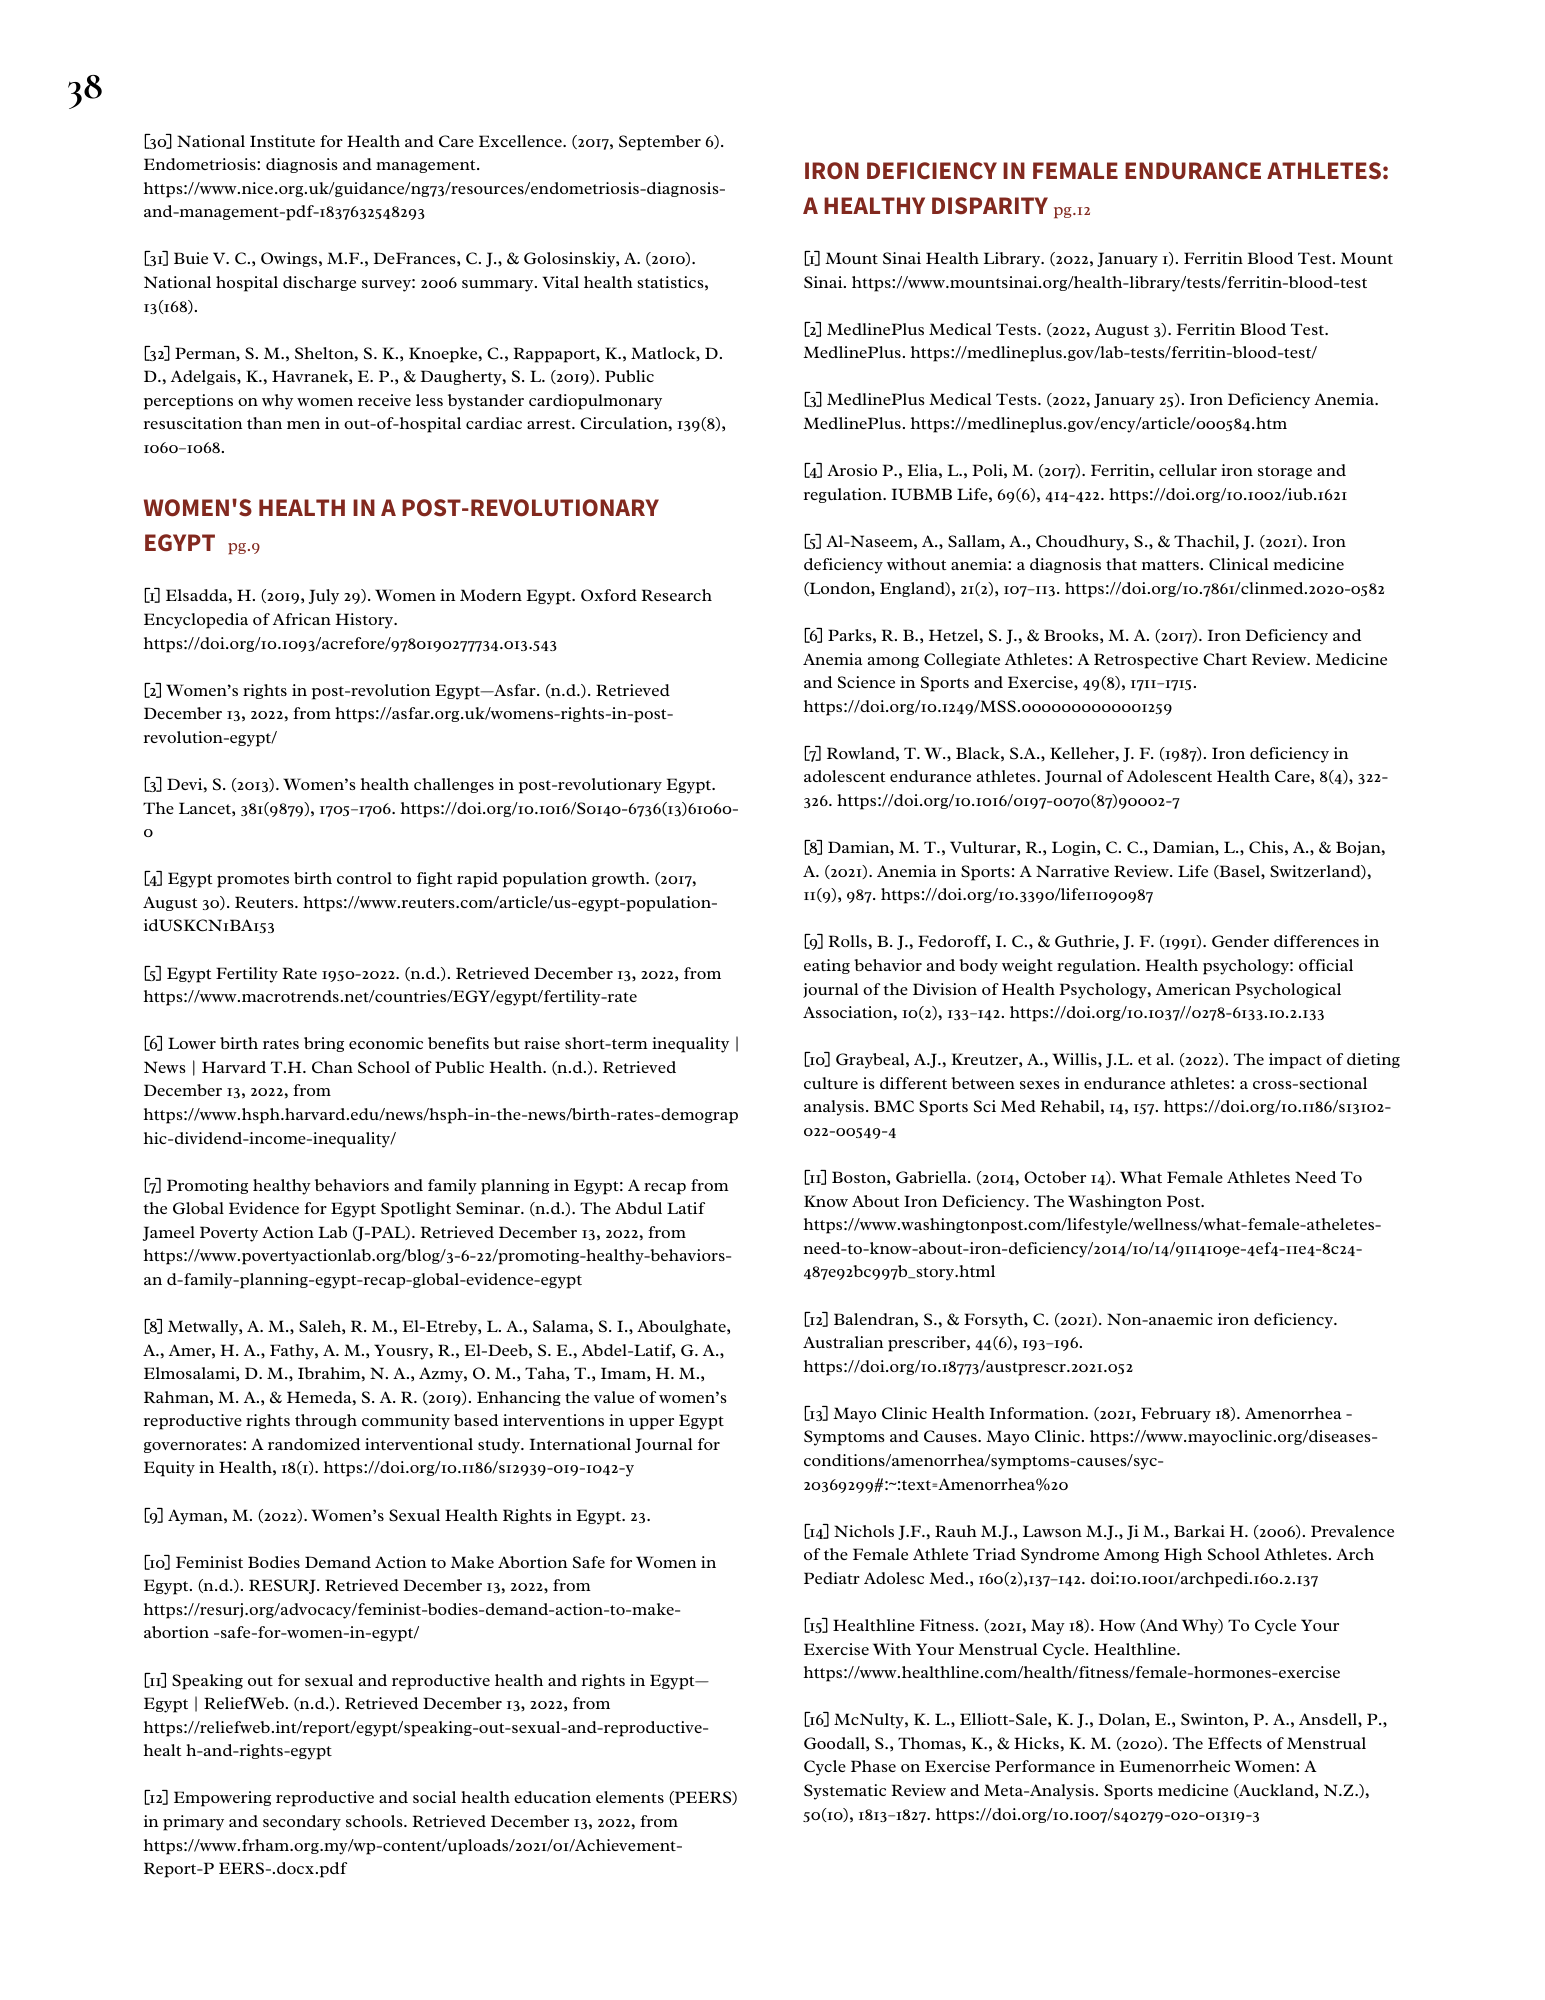 38
[30] National Institute for Health and Care Excellence. (2017, September 6).
Endometriosis: diagnosis and management.
https://www.nice.org.uk/guidance/ng73/resources/endometriosis-diagnosis-
and-management-pdf-1837632548293
[31] Buie V. C., Owings, M.F., DeFrances, C. J., & Golosinskiy, A. (2010).
National hospital discharge survey: 2006 summary. Vital health statistics,
13(168).
[32] Perman, S. M., Shelton, S. K., Knoepke, C., Rappaport, K., Matlock, D.
D., Adelgais, K., Havranek, E. P., & Daugherty, S. L. (2019). Public
perceptions on why women receive less bystander cardiopulmonary
resuscitation than men in out-of-hospital cardiac arrest. Circulation, 139(8),
1060–1068.
WOMEN'S HEALTH IN A POST-REVOLUTIONARY
EGYPT pg.9
[1] Elsadda, H. (2019, July 29). Women in Modern Egypt. Oxford Research
Encyclopedia of African History.
https://doi.org/10.1093/acrefore/9780190277734.013.543
[2] Women’s rights in post-revolution Egypt—Asfar. (n.d.). Retrieved
December 13, 2022, from https://asfar.org.uk/womens-rights-in-post-
revolution-egypt/
[3] Devi, S. (2013). Women’s health challenges in post-revolutionary Egypt.
The Lancet, 381(9879), 1705–1706. https://doi.org/10.1016/S0140-6736(13)61060-
0
[4] Egypt promotes birth control to fight rapid population growth. (2017,
August 30). Reuters. https://www.reuters.com/article/us-egypt-population-
idUSKCN1BA153
[5] Egypt Fertility Rate 1950-2022. (n.d.). Retrieved December 13, 2022, from
https://www.macrotrends.net/countries/EGY/egypt/fertility-rate
[6] Lower birth rates bring economic benefits but raise short-term inequality |
News | Harvard T.H. Chan School of Public Health. (n.d.). Retrieved
December 13, 2022, from
https://www.hsph.harvard.edu/news/hsph-in-the-news/birth-rates-demograp
hic-dividend-income-inequality/
[7] Promoting healthy behaviors and family planning in Egypt: A recap from
the Global Evidence for Egypt Spotlight Seminar. (n.d.). The Abdul Latif
Jameel Poverty Action Lab (J-PAL). Retrieved December 13, 2022, from
https://www.povertyactionlab.org/blog/3-6-22/promoting-healthy-behaviors-
an d-family-planning-egypt-recap-global-evidence-egypt
[8] Metwally, A. M., Saleh, R. M., El-Etreby, L. A., Salama, S. I., Aboulghate,
A., Amer, H. A., Fathy, A. M., Yousry, R., El-Deeb, S. E., Abdel-Latif, G. A.,
Elmosalami, D. M., Ibrahim, N. A., Azmy, O. M., Taha, T., Imam, H. M.,
Rahman, M. A., & Hemeda, S. A. R. (2019). Enhancing the value of women’s
reproductive rights through community based interventions in upper Egypt
governorates: A randomized interventional study. International Journal for
Equity in Health, 18(1). https://doi.org/10.1186/s12939-019-1042-y
[9] Ayman, M. (2022). Women’s Sexual Health Rights in Egypt. 23.
[10] Feminist Bodies Demand Action to Make Abortion Safe for Women in
Egypt. (n.d.). RESURJ. Retrieved December 13, 2022, from
https://resurj.org/advocacy/feminist-bodies-demand-action-to-make-
abortion -safe-for-women-in-egypt/
[11] Speaking out for sexual and reproductive health and rights in Egypt—
Egypt | ReliefWeb. (n.d.). Retrieved December 13, 2022, from
https://reliefweb.int/report/egypt/speaking-out-sexual-and-reproductive-
healt h-and-rights-egypt
[12] Empowering reproductive and social health education elements (PEERS)
in primary and secondary schools. Retrieved December 13, 2022, from
https://www.frham.org.my/wp-content/uploads/2021/01/Achievement-
Report-P EERS-.docx.pdf
IRON DEFICIENCY IN FEMALE ENDURANCE ATHLETES:
A HEALTHY DISPARITY pg.12
[1] Mount Sinai Health Library. (2022, January 1). Ferritin Blood Test. Mount
Sinai. https://www.mountsinai.org/health-library/tests/ferritin-blood-test
[2] MedlinePlus Medical Tests. (2022, August 3). Ferritin Blood Test.
MedlinePlus. https://medlineplus.gov/lab-tests/ferritin-blood-test/
[3] MedlinePlus Medical Tests. (2022, January 25). Iron Deficiency Anemia.
MedlinePlus. https://medlineplus.gov/ency/article/000584.htm
[4] Arosio P., Elia, L., Poli, M. (2017). Ferritin, cellular iron storage and
regulation. IUBMB Life, 69(6), 414-422. https://doi.org/10.1002/iub.1621
[5] Al-Naseem, A., Sallam, A., Choudhury, S., & Thachil, J. (2021). Iron
deficiency without anemia: a diagnosis that matters. Clinical medicine
(London, England), 21(2), 107–113. https://doi.org/10.7861/clinmed.2020-0582
[6] Parks, R. B., Hetzel, S. J., & Brooks, M. A. (2017). Iron Deficiency and
Anemia among Collegiate Athletes: A Retrospective Chart Review. Medicine
and Science in Sports and Exercise, 49(8), 1711–1715.
https://doi.org/10.1249/MSS.0000000000001259
[7] Rowland, T. W., Black, S.A., Kelleher, J. F. (1987). Iron deficiency in
adolescent endurance athletes. Journal of Adolescent Health Care, 8(4), 322-
326. https://doi.org/10.1016/0197-0070(87)90002-7
[8] Damian, M. T., Vulturar, R., Login, C. C., Damian, L., Chis, A., & Bojan,
A. (2021). Anemia in Sports: A Narrative Review. Life (Basel, Switzerland),
11(9), 987. https://doi.org/10.3390/life11090987
[9] Rolls, B. J., Fedoroff, I. C., & Guthrie, J. F. (1991). Gender differences in
eating behavior and body weight regulation. Health psychology: official
journal of the Division of Health Psychology, American Psychological
Association, 10(2), 133–142. https://doi.org/10.1037//0278-6133.10.2.133
[10] Graybeal, A.J., Kreutzer, A., Willis, J.L. et al. (2022). The impact of dieting
culture is different between sexes in endurance athletes: a cross-sectional
analysis. BMC Sports Sci Med Rehabil, 14, 157. https://doi.org/10.1186/s13102-
022-00549-4
[11] Boston, Gabriella. (2014, October 14). What Female Athletes Need To
Know About Iron Deficiency. The Washington Post.
https://www.washingtonpost.com/lifestyle/wellness/what-female-atheletes-
need-to-know-about-iron-deficiency/2014/10/14/9114109e-4ef4-11e4-8c24-
487e92bc997b_story.html
[12] Balendran, S., & Forsyth, C. (2021). Non-anaemic iron deficiency.
Australian prescriber, 44(6), 193–196.
https://doi.org/10.18773/austprescr.2021.052
[13] Mayo Clinic Health Information. (2021, February 18). Amenorrhea -
Symptoms and Causes. Mayo Clinic. https://www.mayoclinic.org/diseases-
conditions/amenorrhea/symptoms-causes/syc-
20369299#:~:text=Amenorrhea%20
[14] Nichols J.F., Rauh M.J., Lawson M.J., Ji M., Barkai H. (2006). Prevalence
of the Female Athlete Triad Syndrome Among High School Athletes. Arch
Pediatr Adolesc Med., 160(2),137–142. doi:10.1001/archpedi.160.2.137
[15] Healthline Fitness. (2021, May 18). How (And Why) To Cycle Your
Exercise With Your Menstrual Cycle. Healthline.
https://www.healthline.com/health/fitness/female-hormones-exercise
[16] McNulty, K. L., Elliott-Sale, K. J., Dolan, E., Swinton, P. A., Ansdell, P.,
Goodall, S., Thomas, K., & Hicks, K. M. (2020). The Effects of Menstrual
Cycle Phase on Exercise Performance in Eumenorrheic Women: A
Systematic Review and Meta-Analysis. Sports medicine (Auckland, N.Z.),
50(10), 1813–1827. https://doi.org/10.1007/s40279-020-01319-3